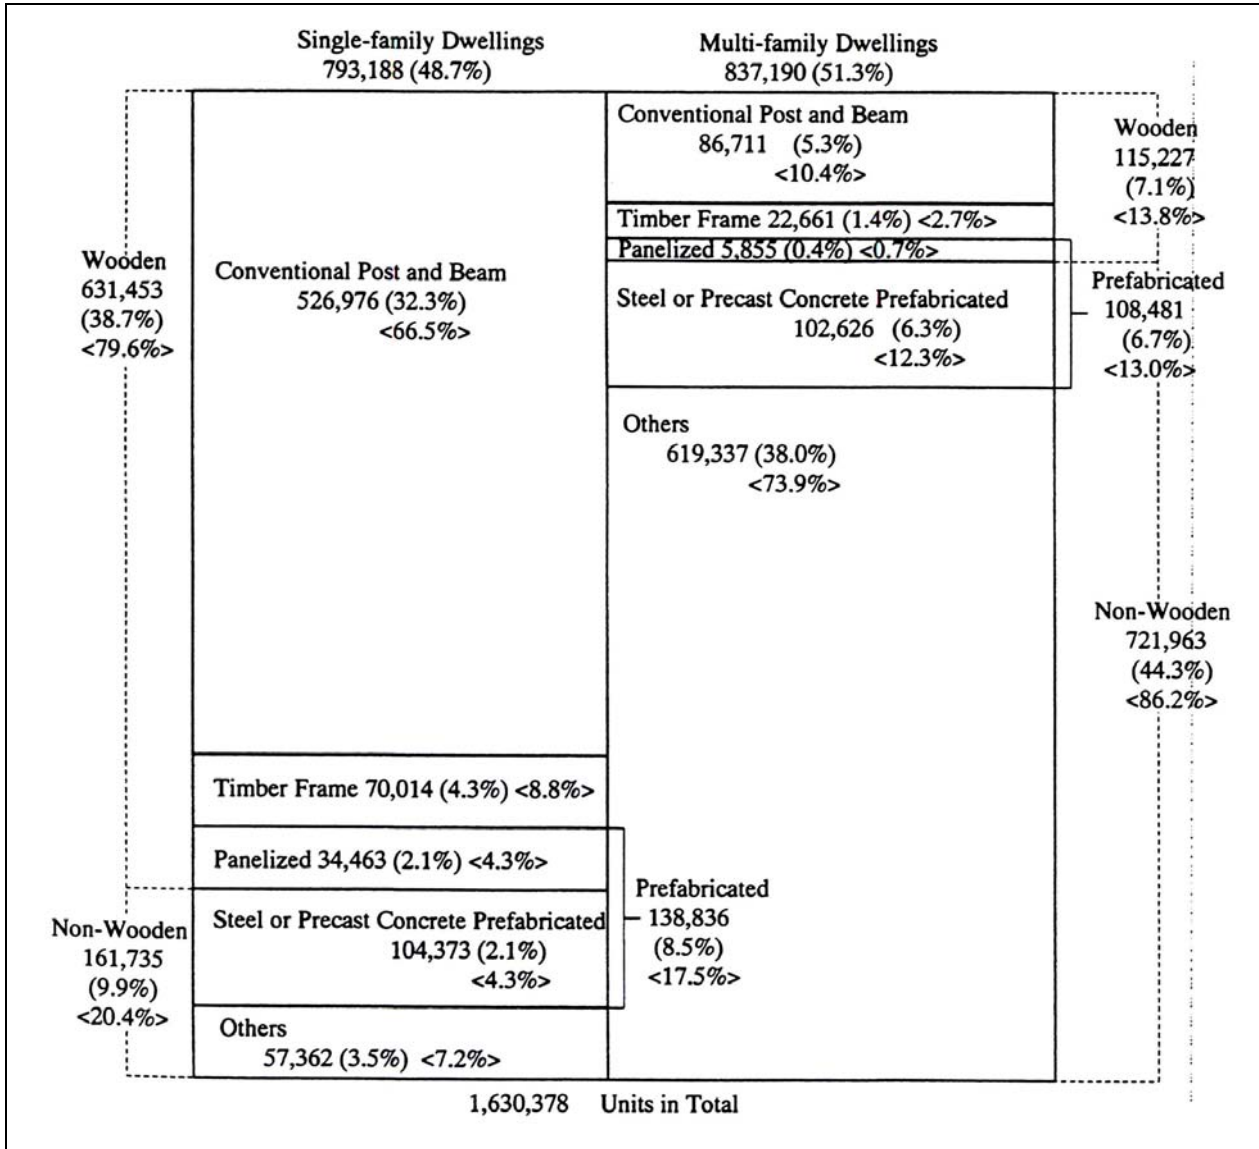 Single-family Dwellings
793,188 (48.7%)
Multi-family Dwellings
837,190 (51.3%)
Wooden
631,453
(38.7%)
<79.6%>
Conventional Post and Beam
526,976 (32.3%)
<66.5%>
Timber Frame 70,014 (4.3%) <8.8%>
Panelized 34,463 (2.1%) <4.3%>
Non-Wooden
161,735
(9.9%)
<20.4%>
Steel or Precast Concrete Prefabricated
104,373 (2.1%)
<4.3%>
Others
57,362 (3.5%) <7.2%>
Prefabricated
138,836
(8.5%)
<17.5%>
Conventional Post and Beam
86,711 (5.3%)
<10.4%>
Timber Frame 22,661 (1.4%) <2.7%>
Panelized 5,855 (0.4%) <0.7%>
Steel or Precast Concrete Prefabricated
102,626 (6.3%)
<12.3%>
Others
619,337 (38.0%)
<73.9%>
Wooden
115,227
(7.1%)
<13.8%>
Prefabricated
108,481
(6.7%)
<13.0%>
Non-Wooden
721,963
(44.3%)
<86.2%>
1,630,378 Units in Total